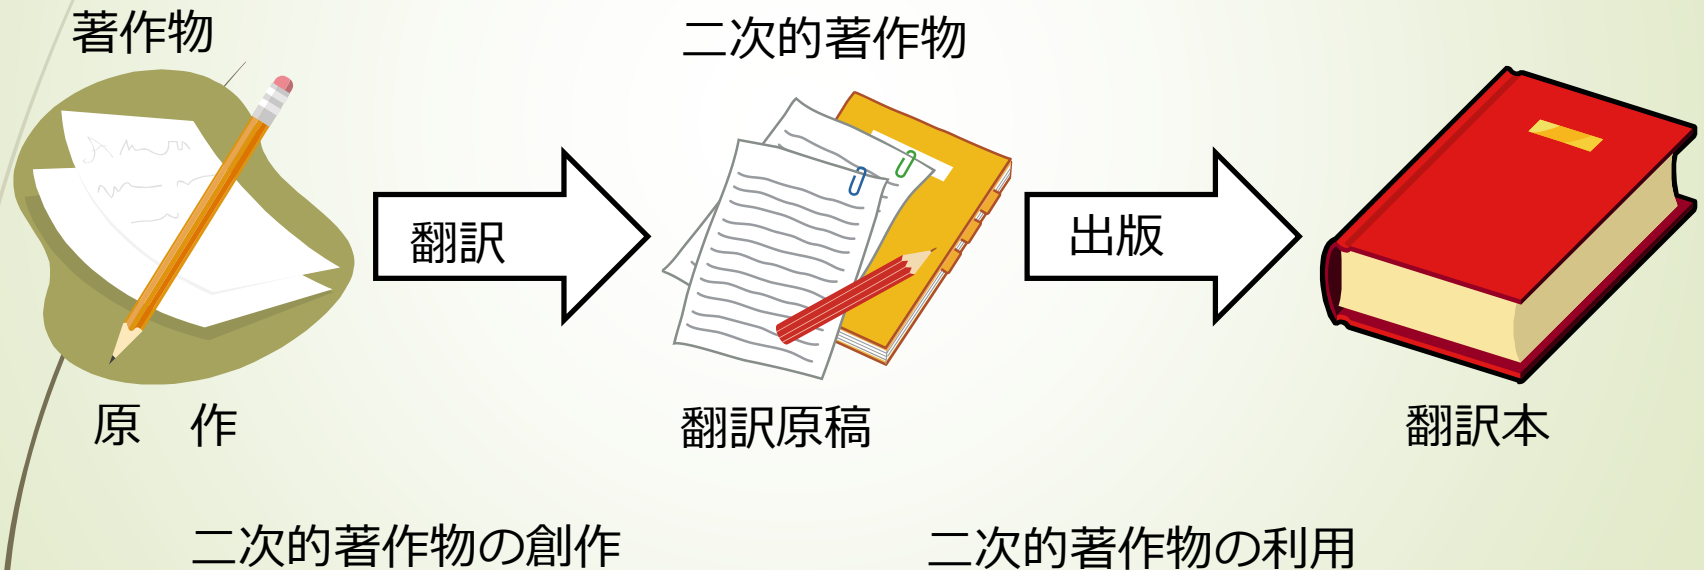 著作物
二次的著作物
翻訳
出版
原　作
翻訳原稿
翻訳本
二次的著作物の創作
二次的著作物の利用